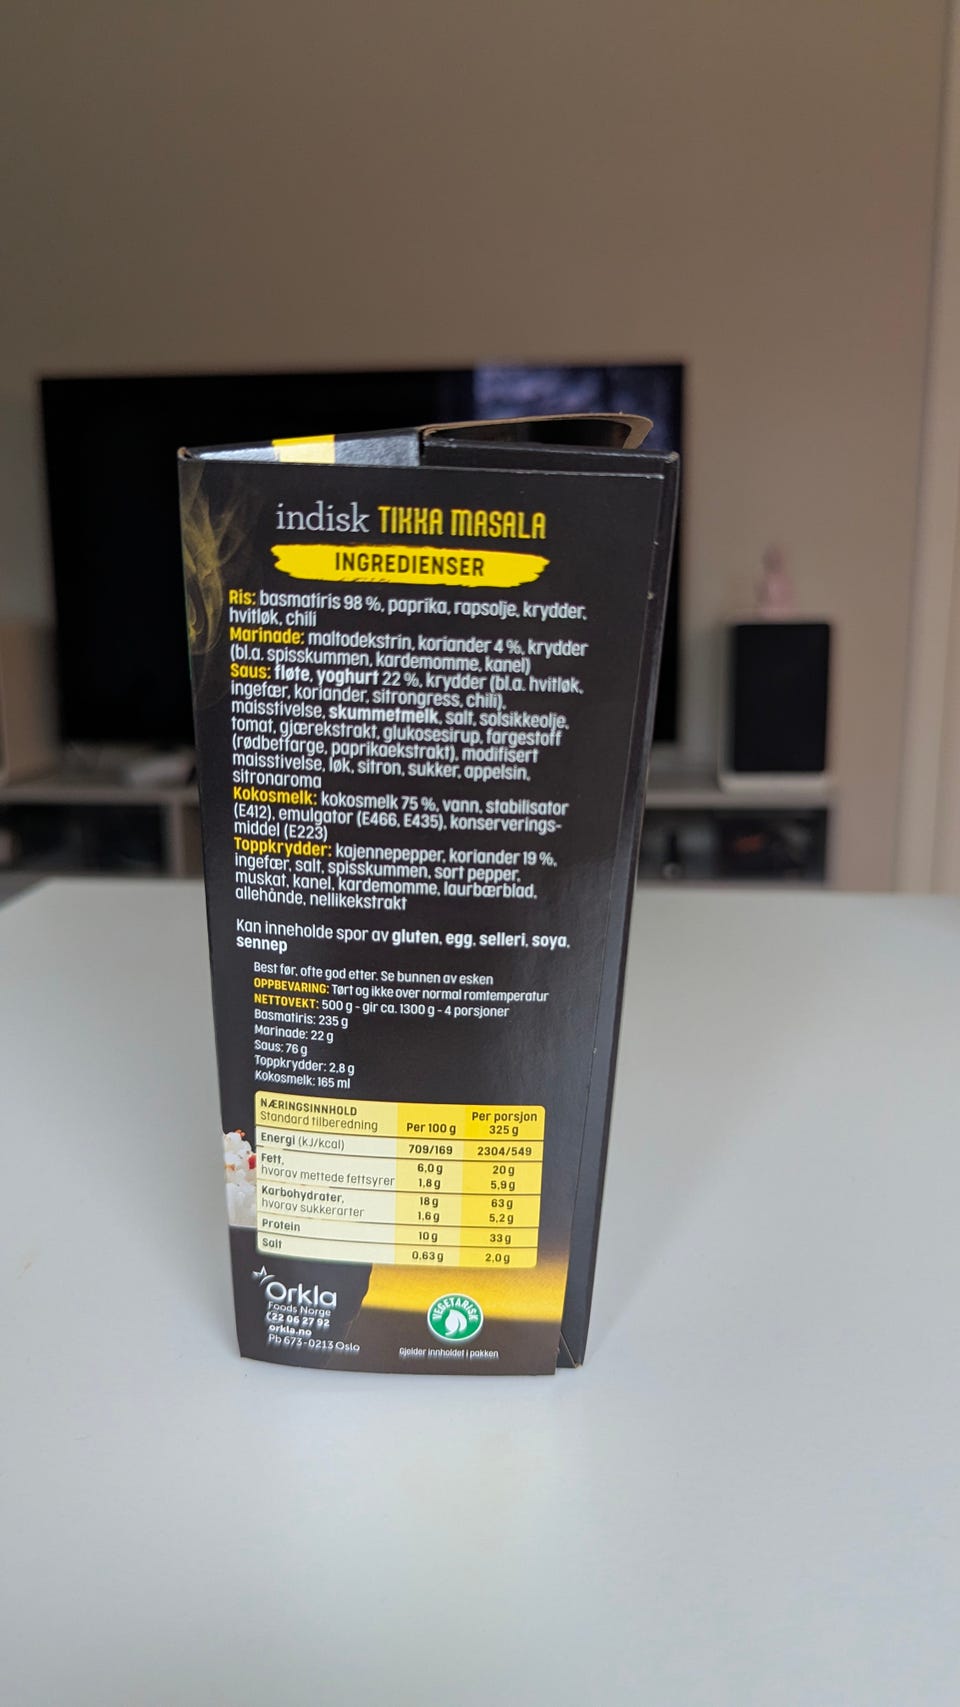 indisk TIKKA MASALA
INGREDIENSER
Ris: basmatiris 98 %, paprika, rapsolje, krydder,
hvitløk, chili
Marinade: maltodekstrin, koriander 4 %, krydder
(bl.a. spisskummen, kardemomme, kanel)
Saus: fløte, yoghurt 22 %, krydder (bl.a. hvitløk,
ingefær, koriander, sitrongress, chili),
maisstivelse, skummetmelk, salt, solsikkeolje,
tomat, gjærekstrakt, glukosesirup, fargestoff
(rødbetfarge, paprikaekstrakt), modifisert
maisstivelse, løk, sitron, sukker, appelsin,
sitronaroma
Kokosmelk: kokosmelk 75 %, vann, stabilisator
(E412), emulgator (E466, E435), konserverings-
middel (E223)
Toppkrydder: kajennepepper, koriander 19 %,
ingefær, salt, spisskummen, sort pepper,
muskat, kanel, kardemomme, laurbærblad,
allehånde, nellikekstrakt
Kan inneholde spor av gluten, egg, selleri, soya,
sennep
Best før, ofte god etter. Se bunnen av esken
OPPBEVARING: Tørt og ikke over normal romtemperatur
NETTOVEKT: 500 g - gir ca. 1300 g - 4 porsjoner
Basmatiris: 235 g
Marinade: 22 g
Saus: 76 g
Toppkrydder: 2,8 g
Kokosmelk: 165 ml
NÆRINGSINNHOLD
Standard tilberedning Per 100 g Per porsjon 325 g
Energi (kJ/kcal) 709/169 2304/549
Fett, 6,0 g 20 g
hvorav mettede fettsyrer 1,8 g 5,9 g
Karbohydrater, 18 g 63 g
hvorav sukkerarter 1,6 g 5,2 g
Protein 10 g 33 g
Salt 0,63 g 2,0 g
Orkla
Foods Norge
22 06 27 92
orkla.no
Pb 673-0213 Oslo
VEGETARISK
Gjelder innholdet i pakken